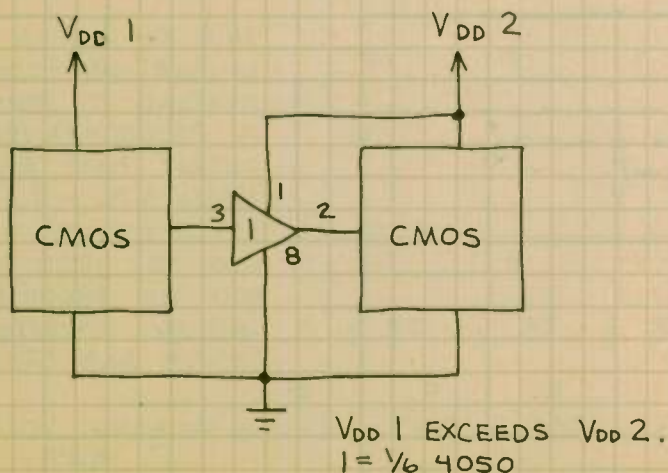 VDD 1
VDD 2
1
3
1
2
8
CMOS
CMOS
VDD 1 EXCEEDS VDD 2.
1 = 1/6 4050